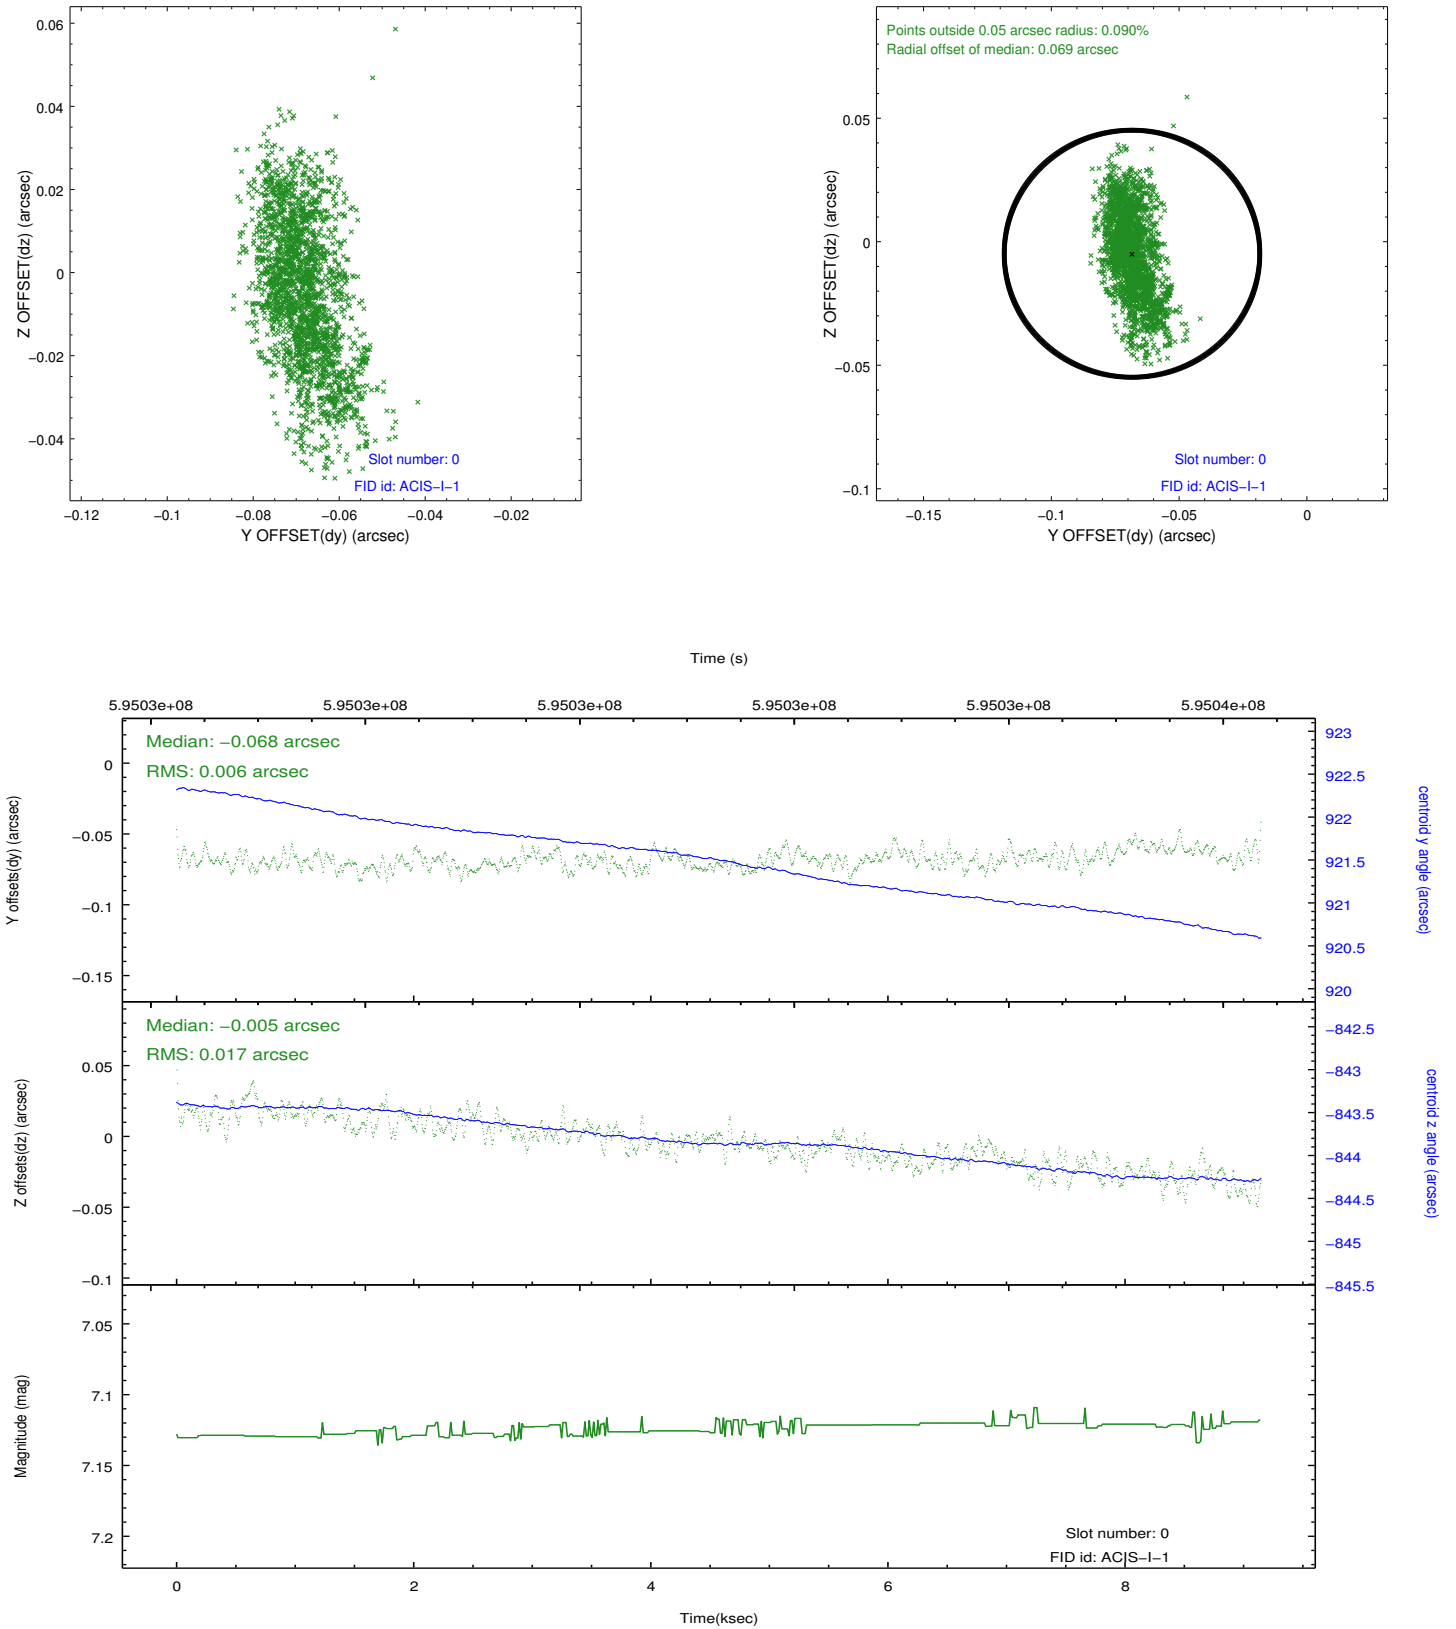 0.06
0.04
0.02
0
−0.02
−0.04
Z OFFSET(dz) (arcsec)
Slot number: 0
FID id: ACIS−I−1
−0.12
−0.1
−0.08
−0.06
−0.04
−0.02
Y OFFSET(dy) (arcsec)
Points outside 0.05 arcsec radius: 0.090%
Radial offset of median: 0.069 arcsec
0.05
0
−0.05
−0.1
Z OFFSET(dz) (arcsec)
Slot number: 0
FID id: ACIS−I−1
−0.15
−0.1
−0.05
0
Y OFFSET(dy) (arcsec)
Time (s)
5.9503e+08
5.9503e+08
5.9503e+08
5.9503e+08
5.9503e+08
5.9504e+08
Median: −0.068 arcsec
RMS: 0.006 arcsec
0
−0.05
−0.1
−0.15
Y offsets(dy) (arcsec)
923
922.5
922
921.5
921
920.5
920
centroid y angle (arcsec)
Median: −0.005 arcsec
RMS: 0.017 arcsec
0.05
0
−0.05
−0.1
Z offsets(dz) (arcsec)
−842.5
−843
−843.5
−844
−844.5
−845
−845.5
centroid z angle (arcsec)
7.05
7.1
7.15
7.2
Magnitude (mag)
Slot number: 0
FID id: ACIS−I−1
0
2
4
6
8
Time(ksec)